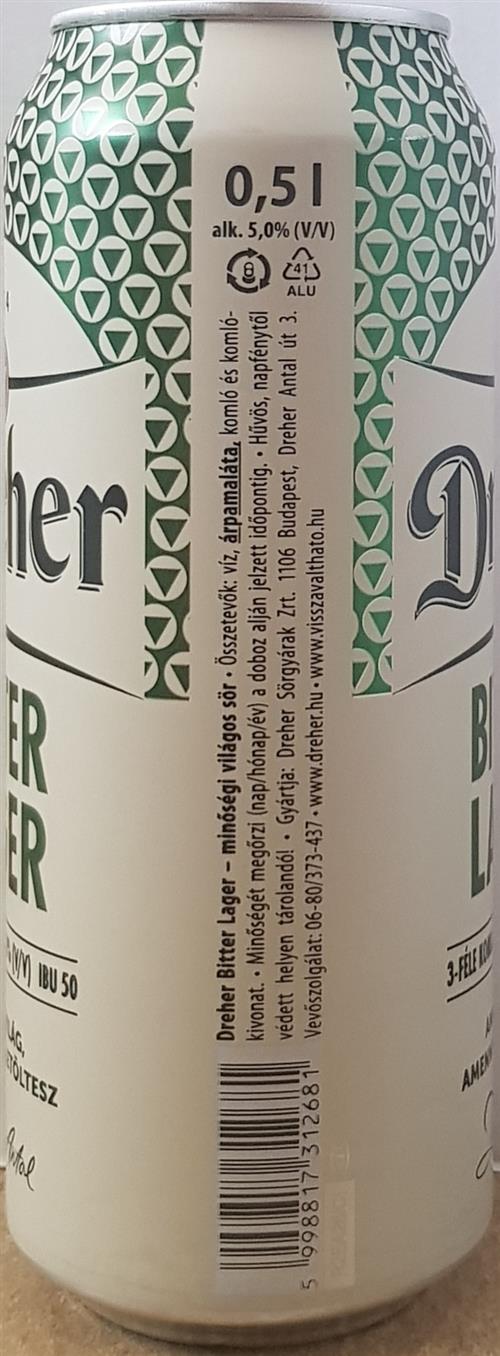 0,5 l
alk. 5,0% (V/V)
8
41
ALU
Dreher Bitter Lager – minőségi világos sör • Összetevők: víz, árpamaláta, komló és komló-
kivonat. • Minőségét megőrzi (nap/hónap/év) a doboz alján jelzett időpontig. • Hűvös, napfénytől
védett helyen tárolandó! • Gyártja: Dreher Sörgyárak Zrt. 1106 Budapest, Dreher Antal út 3.
Vevőszolgálat: 06-80/373-437 • www.dreher.hu • www.visszavalthato.hu
5 998817 312681
her
ER
ER
(V/V) IBU 50
LAG,
ZTÖLTESZ
Antal
Dr
B
L
3-FÉLE
A
AMEN